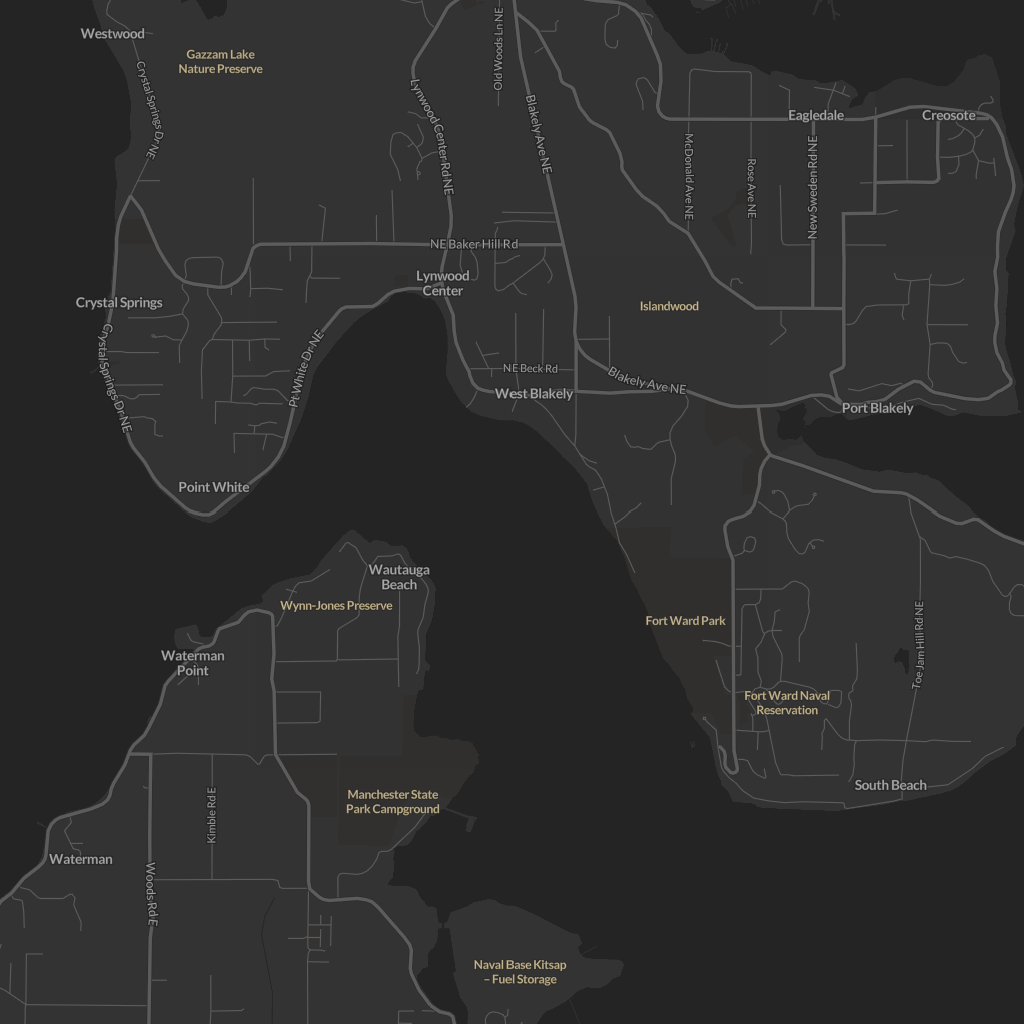 Westwood
Gazzam Lake
Nature Preserve
Crystal Springs Dr NE
Lynwood Center Rd NE
Old Woods Ln NE
Blakely Ave NE
McDonald Ave NE
Rose Ave NE
New Sweden Rd NE
Eagledale
Creosote
NE Baker Hill Rd
Lynwood
Center
Crystal Springs
Islandwood
Crystal Springs Dr NE
Pt White Dr NE
NE Beck Rd
West Blakely
Blakely Ave NE
Port Blakely
Point White
Wautauga
Beach
Wynn-Jones Preserve
Fort Ward Park
Toe Jam Hill Rd NE
Waterman
Point
Fort Ward Naval
Reservation
South Beach
Manchester State
Park Campground
Kimble Rd E
Waterman
Woods Rd E
Naval Base Kitsap
– Fuel Storage